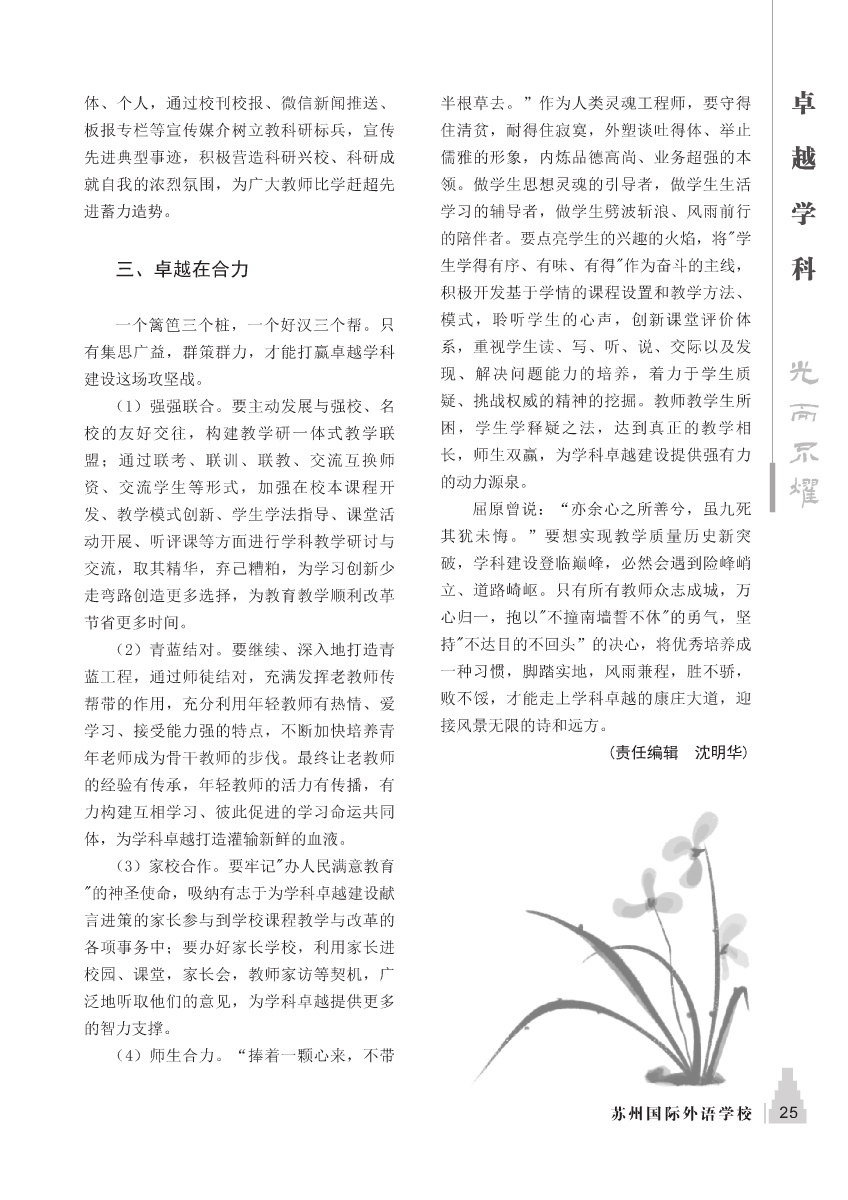 体、个人，通过校刊校报、微信新闻推送、
板报专栏等宣传媒介树立教科研标兵，宣传
先进典型事迹，积极营造科研兴校、科研成
就自我的浓烈氛围，为广大教师比学赶超先
进蓄力造势。
三、卓越在合力
一个篱笆三个桩，一个好汉三个帮。只
有集思广益，群策群力，才能打赢卓越学科
建设这场攻坚战。
（1）强强联合。要主动发展与强校、名
校的友好交往，构建教学研一体式教学联
盟；通过联考、联训、联教、交流互换师
资、交流学生等形式，加强在校本课程开
发、教学模式创新、学生学法指导、课堂活
动开展、听评课等方面进行学科教学研讨与
交流，取其精华，弃己糟粕，为学习创新少
走弯路创造更多选择，为教育教学顺利改革
节省更多时间。
（2）青蓝结对。要继续、深入地打造青
蓝工程，通过师徒结对，充满发挥老教师传
帮带的作用，充分利用年轻教师有热情、爱
学习、接受能力强的特点，不断加快培养青
年老师成为骨干教师的步伐。最终让老教师
的经验有传承，年轻教师的活力有传播，有
力构建互相学习、彼此促进的学习命运共同
体，为学科卓越打造灌输新鲜的血液。
（3）家校合作。要牢记"办人民满意教育
"的神圣使命，吸纳有志于为学科卓越建设献
言进策的家长参与到学校课程教学与改革的
各项事务中；要办好家长学校，利用家长进
校园、课堂，家长会，教师家访等契机，广
泛地听取他们的意见，为学科卓越提供更多
的智力支撑。
（4）师生合力。“捧着一颗心来，不带
半根草去。”作为人类灵魂工程师，要守得
住清贫，耐得住寂寞，外塑谈吐得体、举止
儒雅的形象，内炼品德高尚、业务超强的本
领。做学生思想灵魂的引导者，做学生生活
学习的辅导者，做学生劈波斩浪、风雨前行
的陪伴者。要点亮学生的兴趣的火焰，将"学
生学得有序、有味、有得"作为奋斗的主线，
积极开发基于学情的课程设置和教学方法、
模式，聆听学生的心声，创新课堂评价体
系，重视学生读、写、听、说、交际以及发
现、解决问题能力的培养，着力于学生质
疑、挑战权威的精神的挖掘。教师教学生所
困，学生学释疑之法，达到真正的教学相
长，师生双赢，为学科卓越建设提供强有力
的动力源泉。
屈原曾说：“亦余心之所善兮，虽九死
其犹未悔。”要想实现教学质量历史新突
破，学科建设登临巅峰，必然会遇到险峰峭
立、道路崎岖。只有所有教师众志成城，万
心归一，抱以"不撞南墙誓不休"的勇气，坚
持"不达目的不回头”的决心，将优秀培养成
一种习惯，脚踏实地，风雨兼程，胜不骄，
败不馁，才能走上学科卓越的康庄大道，迎
接风景无限的诗和远方。
(责任编辑　沈明华)
卓越学科
光而不耀
苏州国际外语学校
25